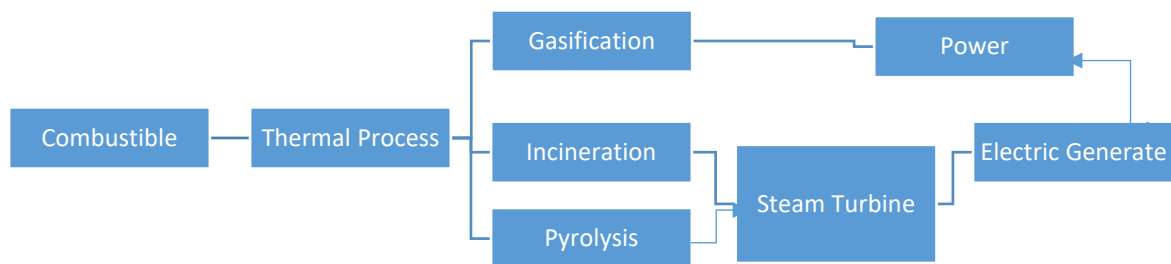 Gasification
Power
Combustible
Thermal Process
Incineration
Electric Generate
Steam Turbine
Pyrolysis